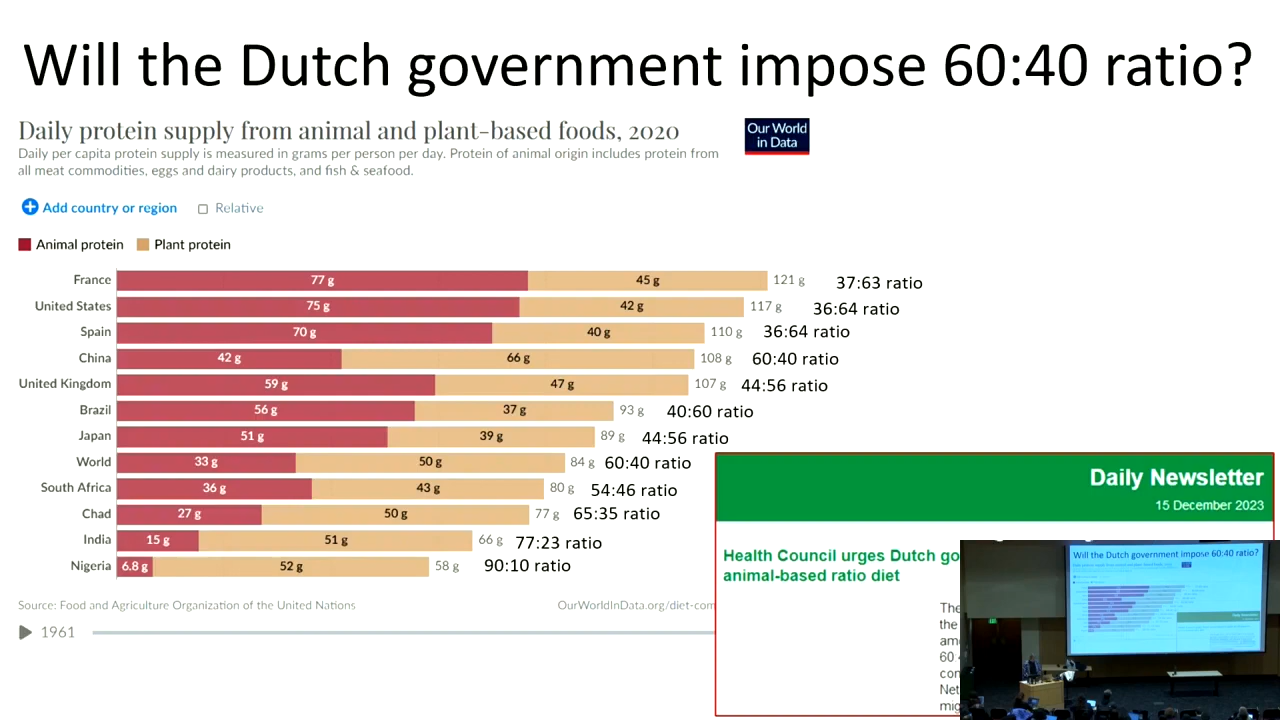 Will the Dutch government impose 60:40 ratio?
Daily protein supply from animal and plant-based foods, 2020
Our World
in Data
Daily per capita protein supply is measured in grams per person per day. Protein of animal origin includes protein from
all meat commodities, eggs and dairy products, and fish & seafood.
Add country or region Relative
Animal protein Plant protein
France 77 g 45 g 121 g 37:63 ratio
United States 75 g 42 g 117 g 36:64 ratio
Spain 70 g 40 g 110 g 36:64 ratio
China 42 g 66 g 108 g 60:40 ratio
United Kingdom 59 g 47 g 107 g 44:56 ratio
Brazil 56 g 37 g 93 g 40:60 ratio
Japan 51 g 39 g 89 g 44:56 ratio
World 33 g 50 g 84 g 60:40 ratio
South Africa 36 g 43 g 80 g 54:46 ratio
Chad 27 g 50 g 77 g 65:35 ratio
India 15 g 51 g 66 g 77:23 ratio
Nigeria 6.8 g 52 g 58 g 90:10 ratio
Source: Food and Agriculture Organization of the United Nations OurWorldInData.org/diet-com
1961
Daily Newsletter
15 December 2023
Health Council urges Dutch go
animal-based ratio diet
The
the
amo
60
con
Net
mig
Will the Dutch government impose 60:40 ratio?